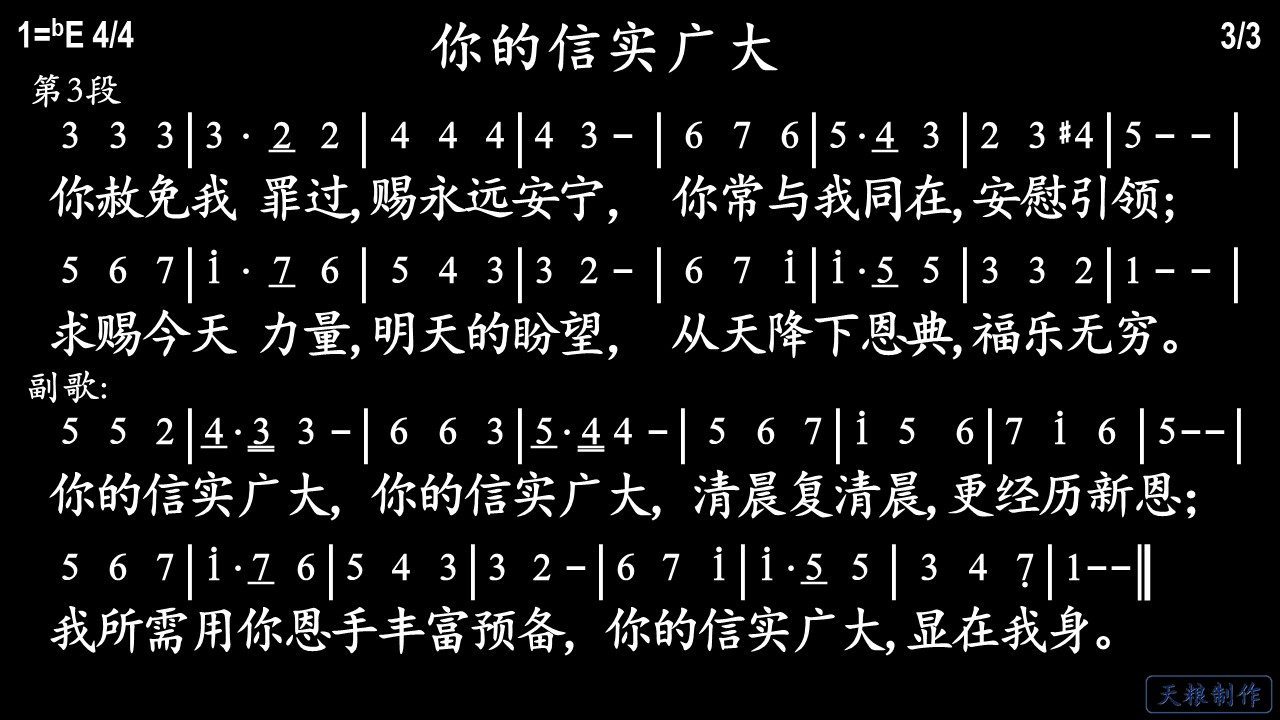 1=ᵇE 4/4 你的信实广大 3/3
第3段
3 3 3 | 3 · 2 2 | 4 4 4 | 4 3 – | 6 7 6 | 5 · 4 3 | 2 3 #4 | 5 – – |
你赦免我 罪过,赐永远安宁, 你常与我同在,安慰引领;
5 6 7 | i · 7 6 | 5 4 3 | 3 2 – | 6 7 i | i · 5 5 | 3 3 2 | 1 – – |
求赐今天 力量,明天的盼望, 从天降下恩典,福乐无穷。
副歌:
5 5 2 | 4 · 3 3 – | 6 6 3 | 5 · 4 4 – | 5 6 7 | i 5 6 | 7 i 6 | 5 – – |
你的信实广大, 你的信实广大, 清晨复清晨,更经历新恩;
5 6 7 | i · 7 6 | 5 4 3 | 3 2 – | 6 7 i | i · 5 5 | 3 4 7̣ | 1 – – ‖
我所需用你恩手丰富预备, 你的信实广大,显在我身。
天粮制作